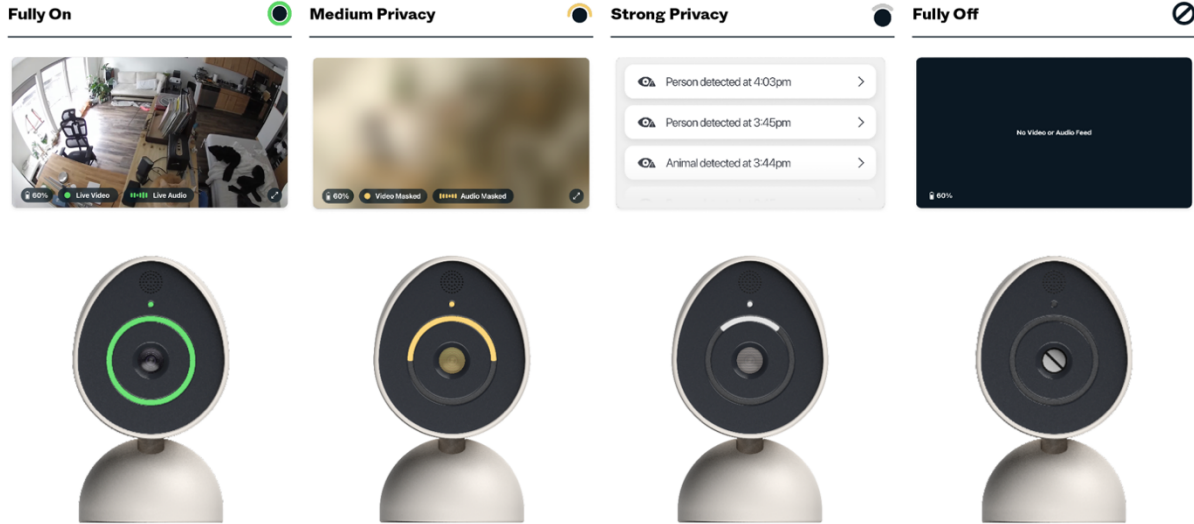 Fully On
Medium Privacy
Strong Privacy
Fully Off
60%
Live Video
Live Audio
60%
Video Masked
Audio Masked
Person detected at 4:03pm
Person detected at 3:45pm
Animal detected at 3:44pm
No Video or Audio Feed
60%